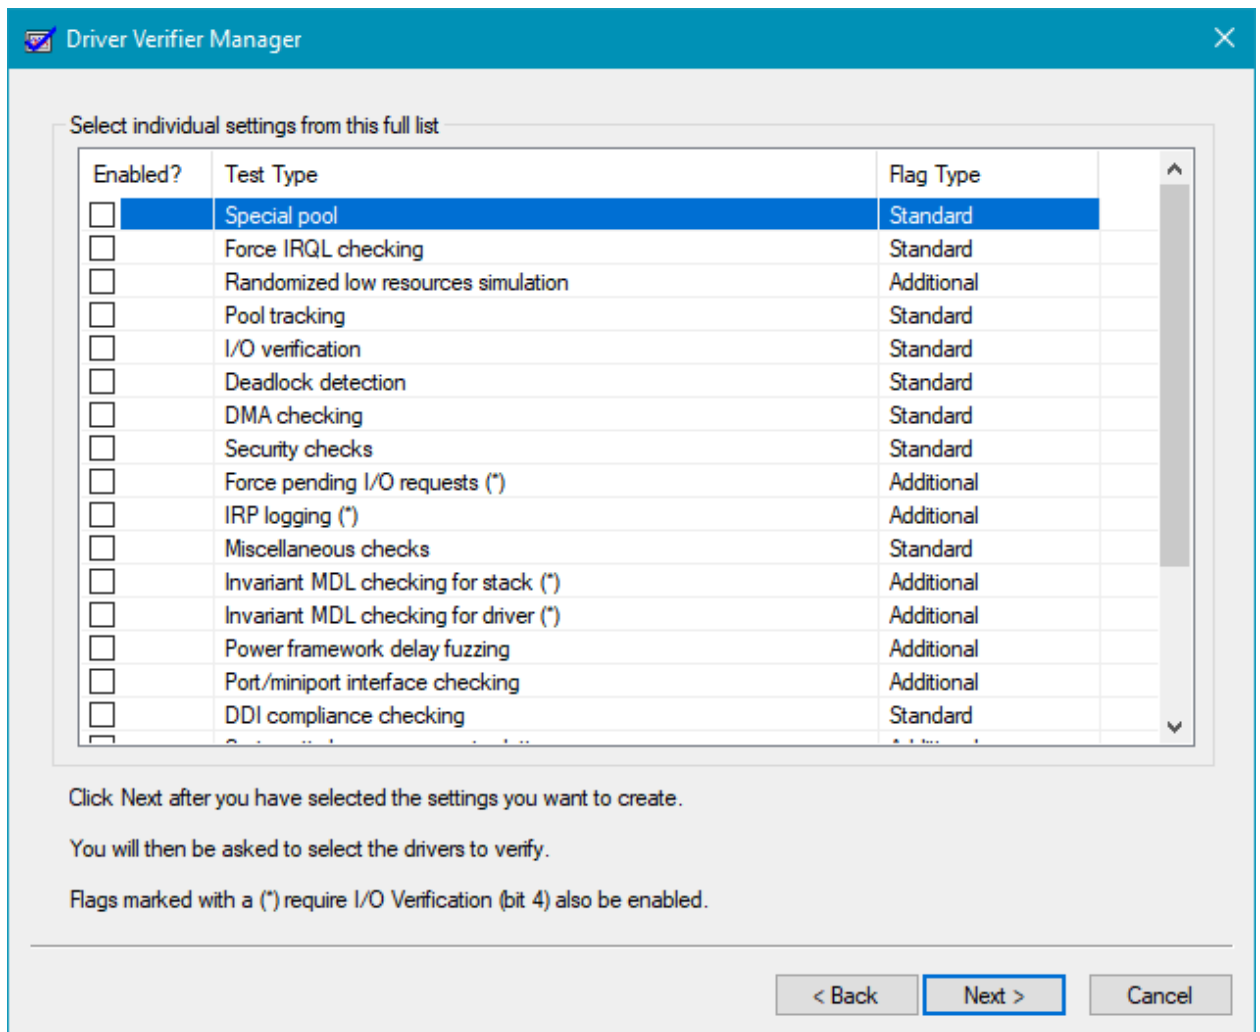 Driver Verifier Manager
Select individual settings from this full list
Enabled? Test Type Flag Type
Special pool Standard
Force IRQL checking Standard
Randomized low resources simulation Additional
Pool tracking Standard
I/O verification Standard
Deadlock detection Standard
DMA checking Standard
Security checks Standard
Force pending I/O requests (*) Additional
IRP logging (*) Additional
Miscellaneous checks Standard
Invariant MDL checking for stack (*) Additional
Invariant MDL checking for driver (*) Additional
Power framework delay fuzzing Additional
Port/miniport interface checking Additional
DDI compliance checking Standard
Click Next after you have selected the settings you want to create.
You will then be asked to select the drivers to verify.
Flags marked with a (*) require I/O Verification (bit 4) also be enabled.
< Back Next > Cancel